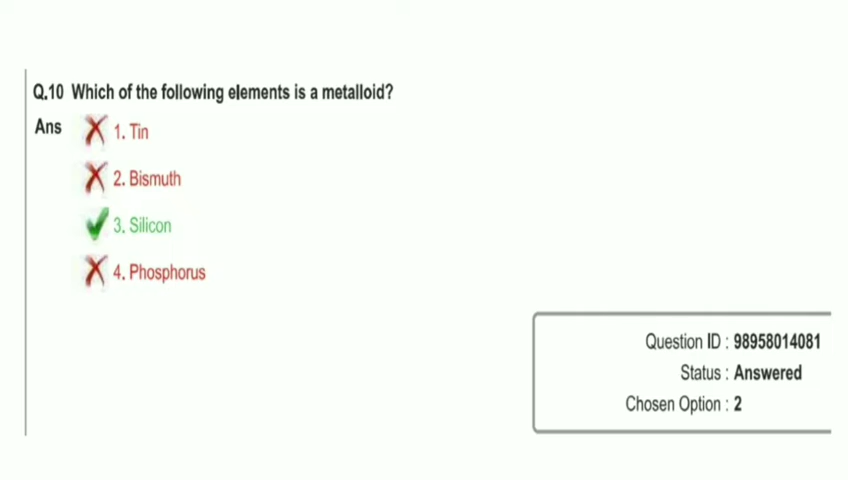 Q.10 Which of the following elements is a metalloid?
Ans 1. Tin
2. Bismuth
3. Silicon
4. Phosphorus
Question ID : 98958014081
Status : Answered
Chosen Option : 2